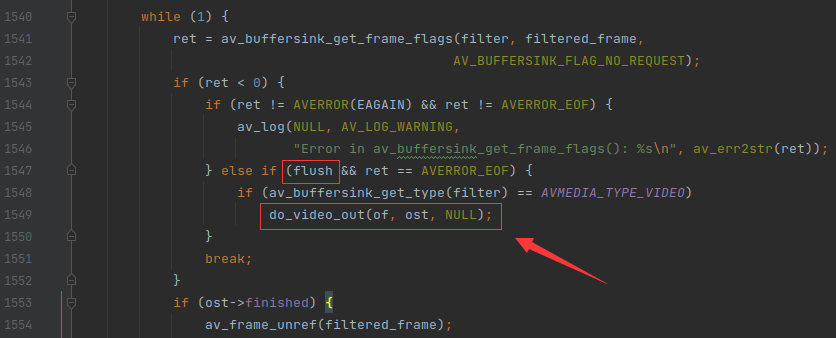 1540 while (1) {
1541 ret = av_buffersink_get_frame_flags(filter, filtered_frame,
1542 AV_BUFFERSINK_FLAG_NO_REQUEST);
1543 if (ret < 0) {
1544 if (ret != AVERROR(EAGAIN) && ret != AVERROR_EOF) {
1545 av_log(NULL, AV_LOG_WARNING,
1546 "Error in av_buffersink_get_frame_flags(): %s\n", av_err2str(ret));
1547 } else if (flush && ret == AVERROR_EOF) {
1548 if (av_buffersink_get_type(filter) == AVMEDIA_TYPE_VIDEO)
1549 do_video_out(of, ost, NULL);
1550 }
1551 break;
1552 }
1553 if (ost->finished) {
1554 av_frame_unref(filtered_frame);